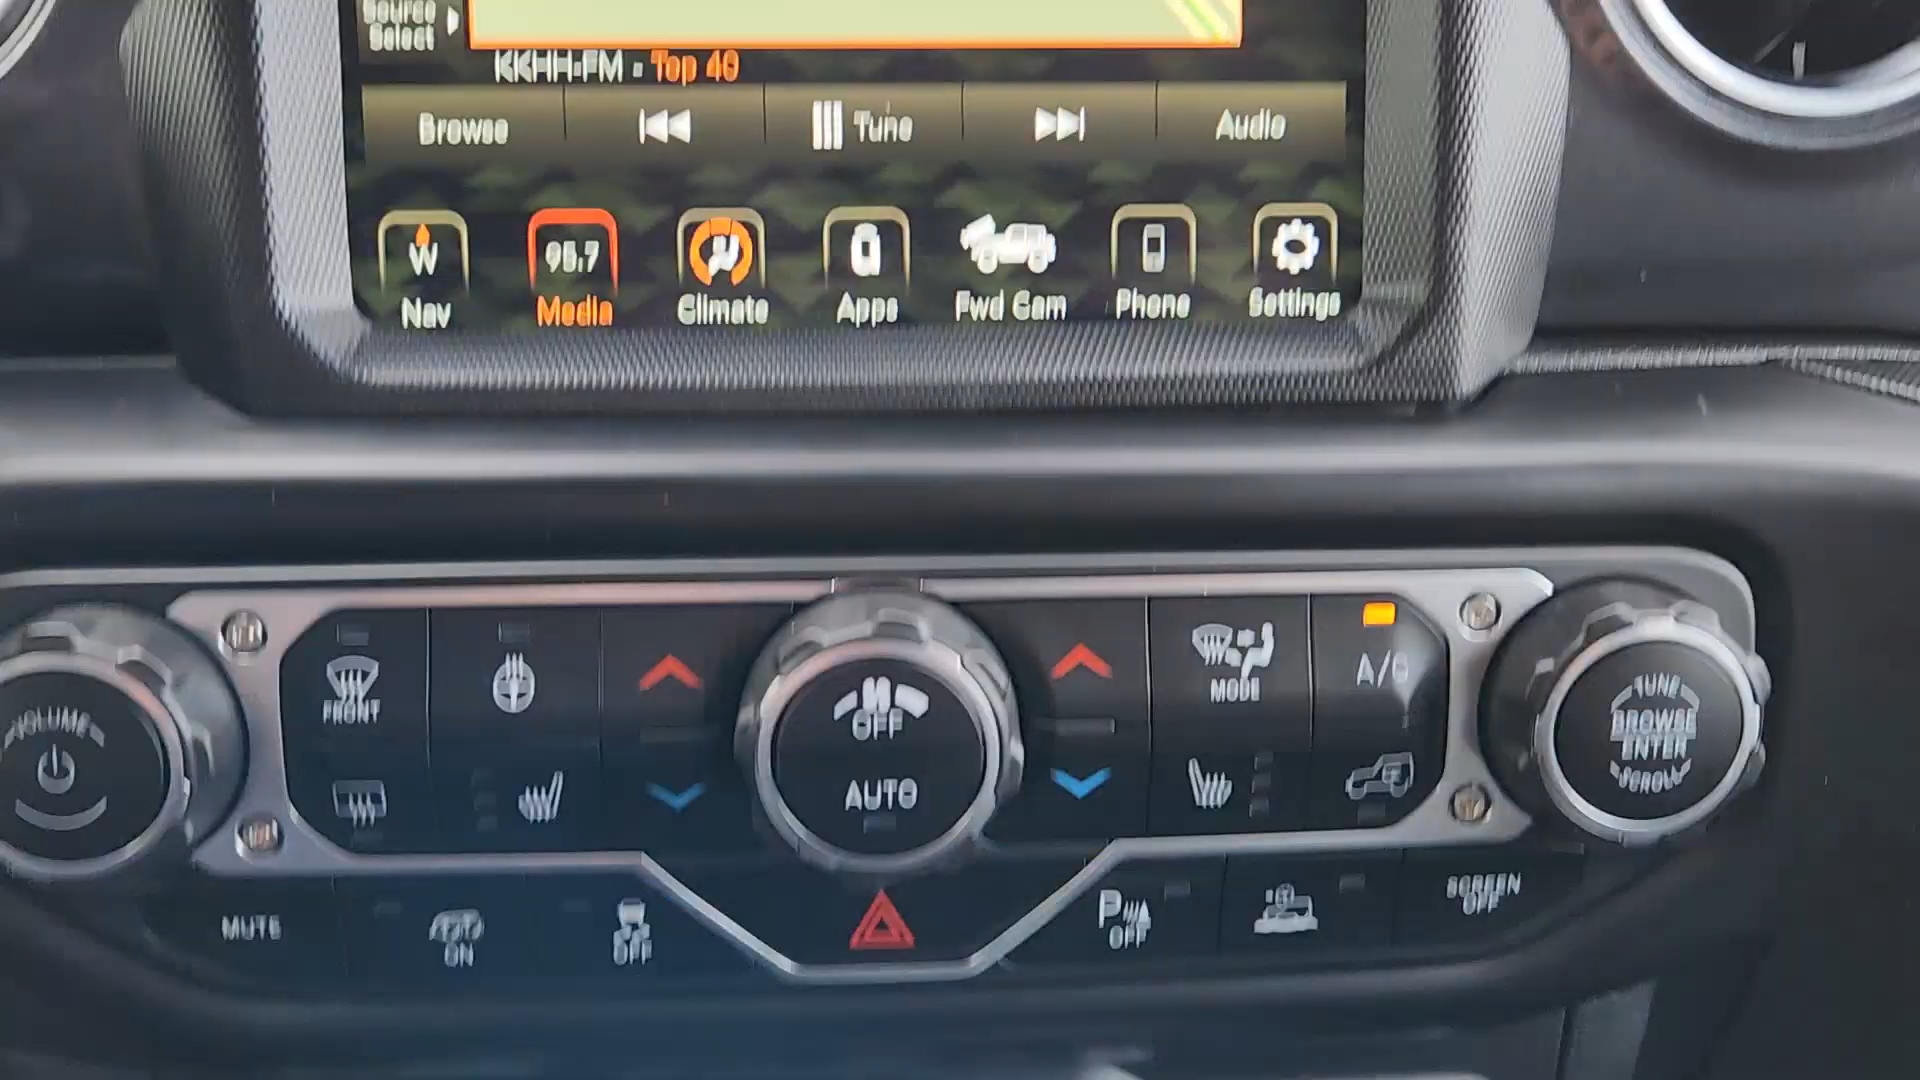 Source
Select
KKHH-FM · Top 40
Browse
Tune
Audio
W
Nav
95.7
Media
Climate
Apps
Fwd Cam
Phone
Settings
VOLUME
FRONT
OFF
AUTO
MODE
A/C
TUNE
BROWSE
ENTER
SCROLL
MUTE
ON
OFF
P
OFF
SCREEN
OFF